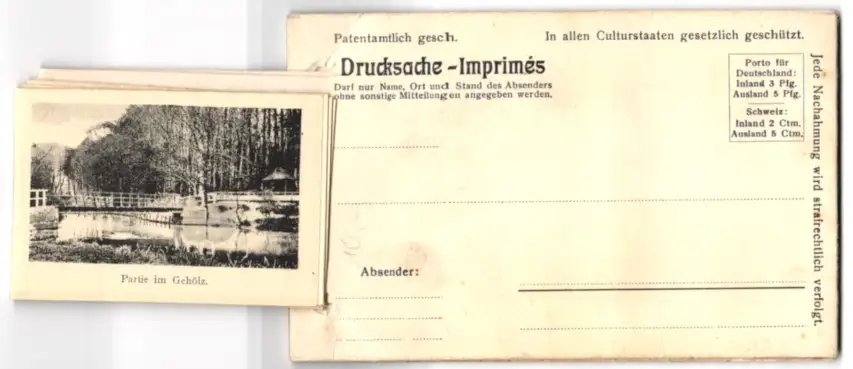 Patentamtlich gesch.
In allen Culturstaaten gesetzlich geschützt.
Drucksache-Imprimés
Darf nur Name, Ort und Stand des Absenders
ohne sonstige Mitteilungen angegeben werden.
Porto für
Deutschland:
Inland 3 Pfg.
Ausland 5 Pfg.
Schweiz:
Inland 2 Ctm.
Ausland 5 Ctm.
Jede Nachahmung wird strafrechtlich verfolgt.
Absender:
Partie im Gehölz.